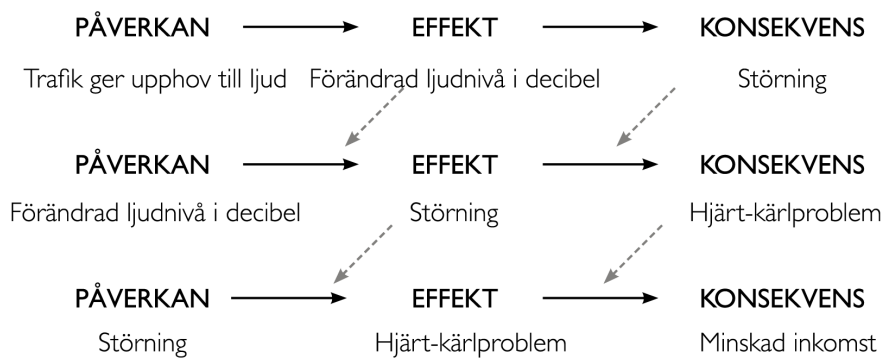 PÅVERKAN EFFEKT KONSEKVENS
Trafik ger upphov till ljud Förändrad ljudnivå i decibel Störning
PÅVERKAN EFFEKT KONSEKVENS
Förändrad ljudnivå i decibel Störning Hjärt-kärlproblem
PÅVERKAN EFFEKT KONSEKVENS
Störning Hjärt-kärlproblem Minskad inkomst